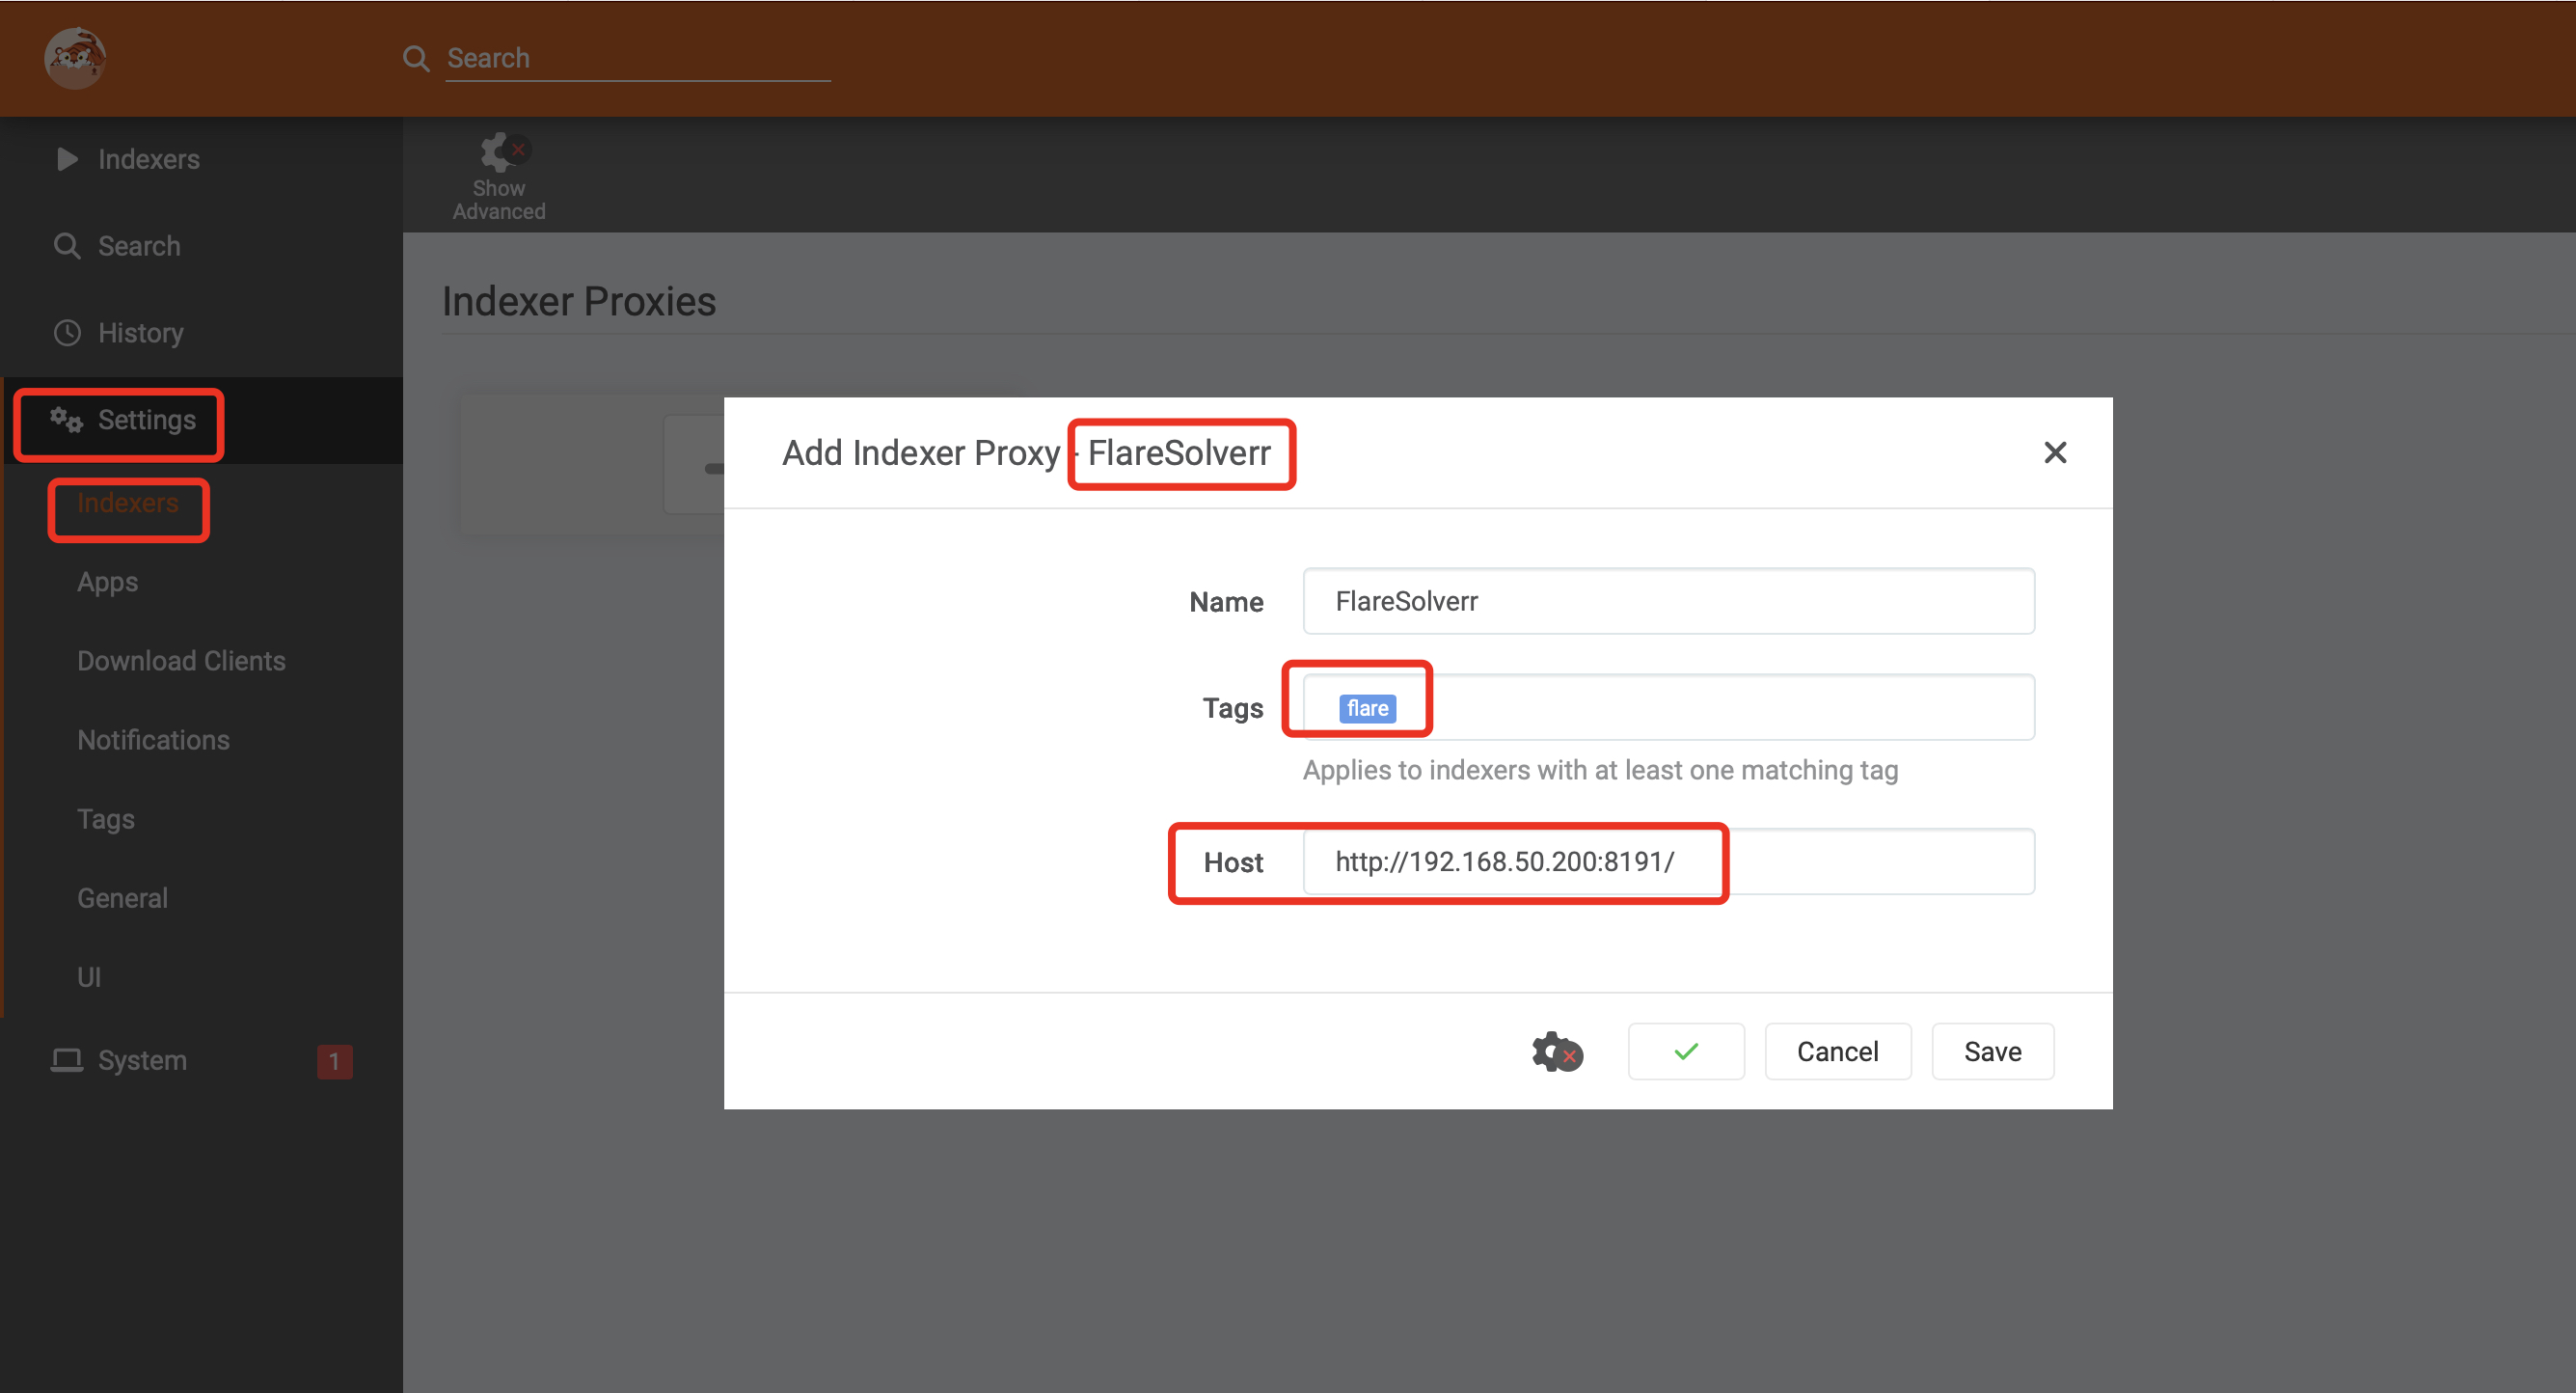 Search
Indexers
Search
History
Settings
Indexers
Apps
Download Clients
Notifications
Tags
General
UI
System
1
Show
Advanced
Indexer Proxies
Add Indexer Proxy - FlareSolverr
Name
FlareSolverr
Tags
flare
Applies to indexers with at least one matching tag
Host
http://192.168.50.200:8191/
Cancel
Save